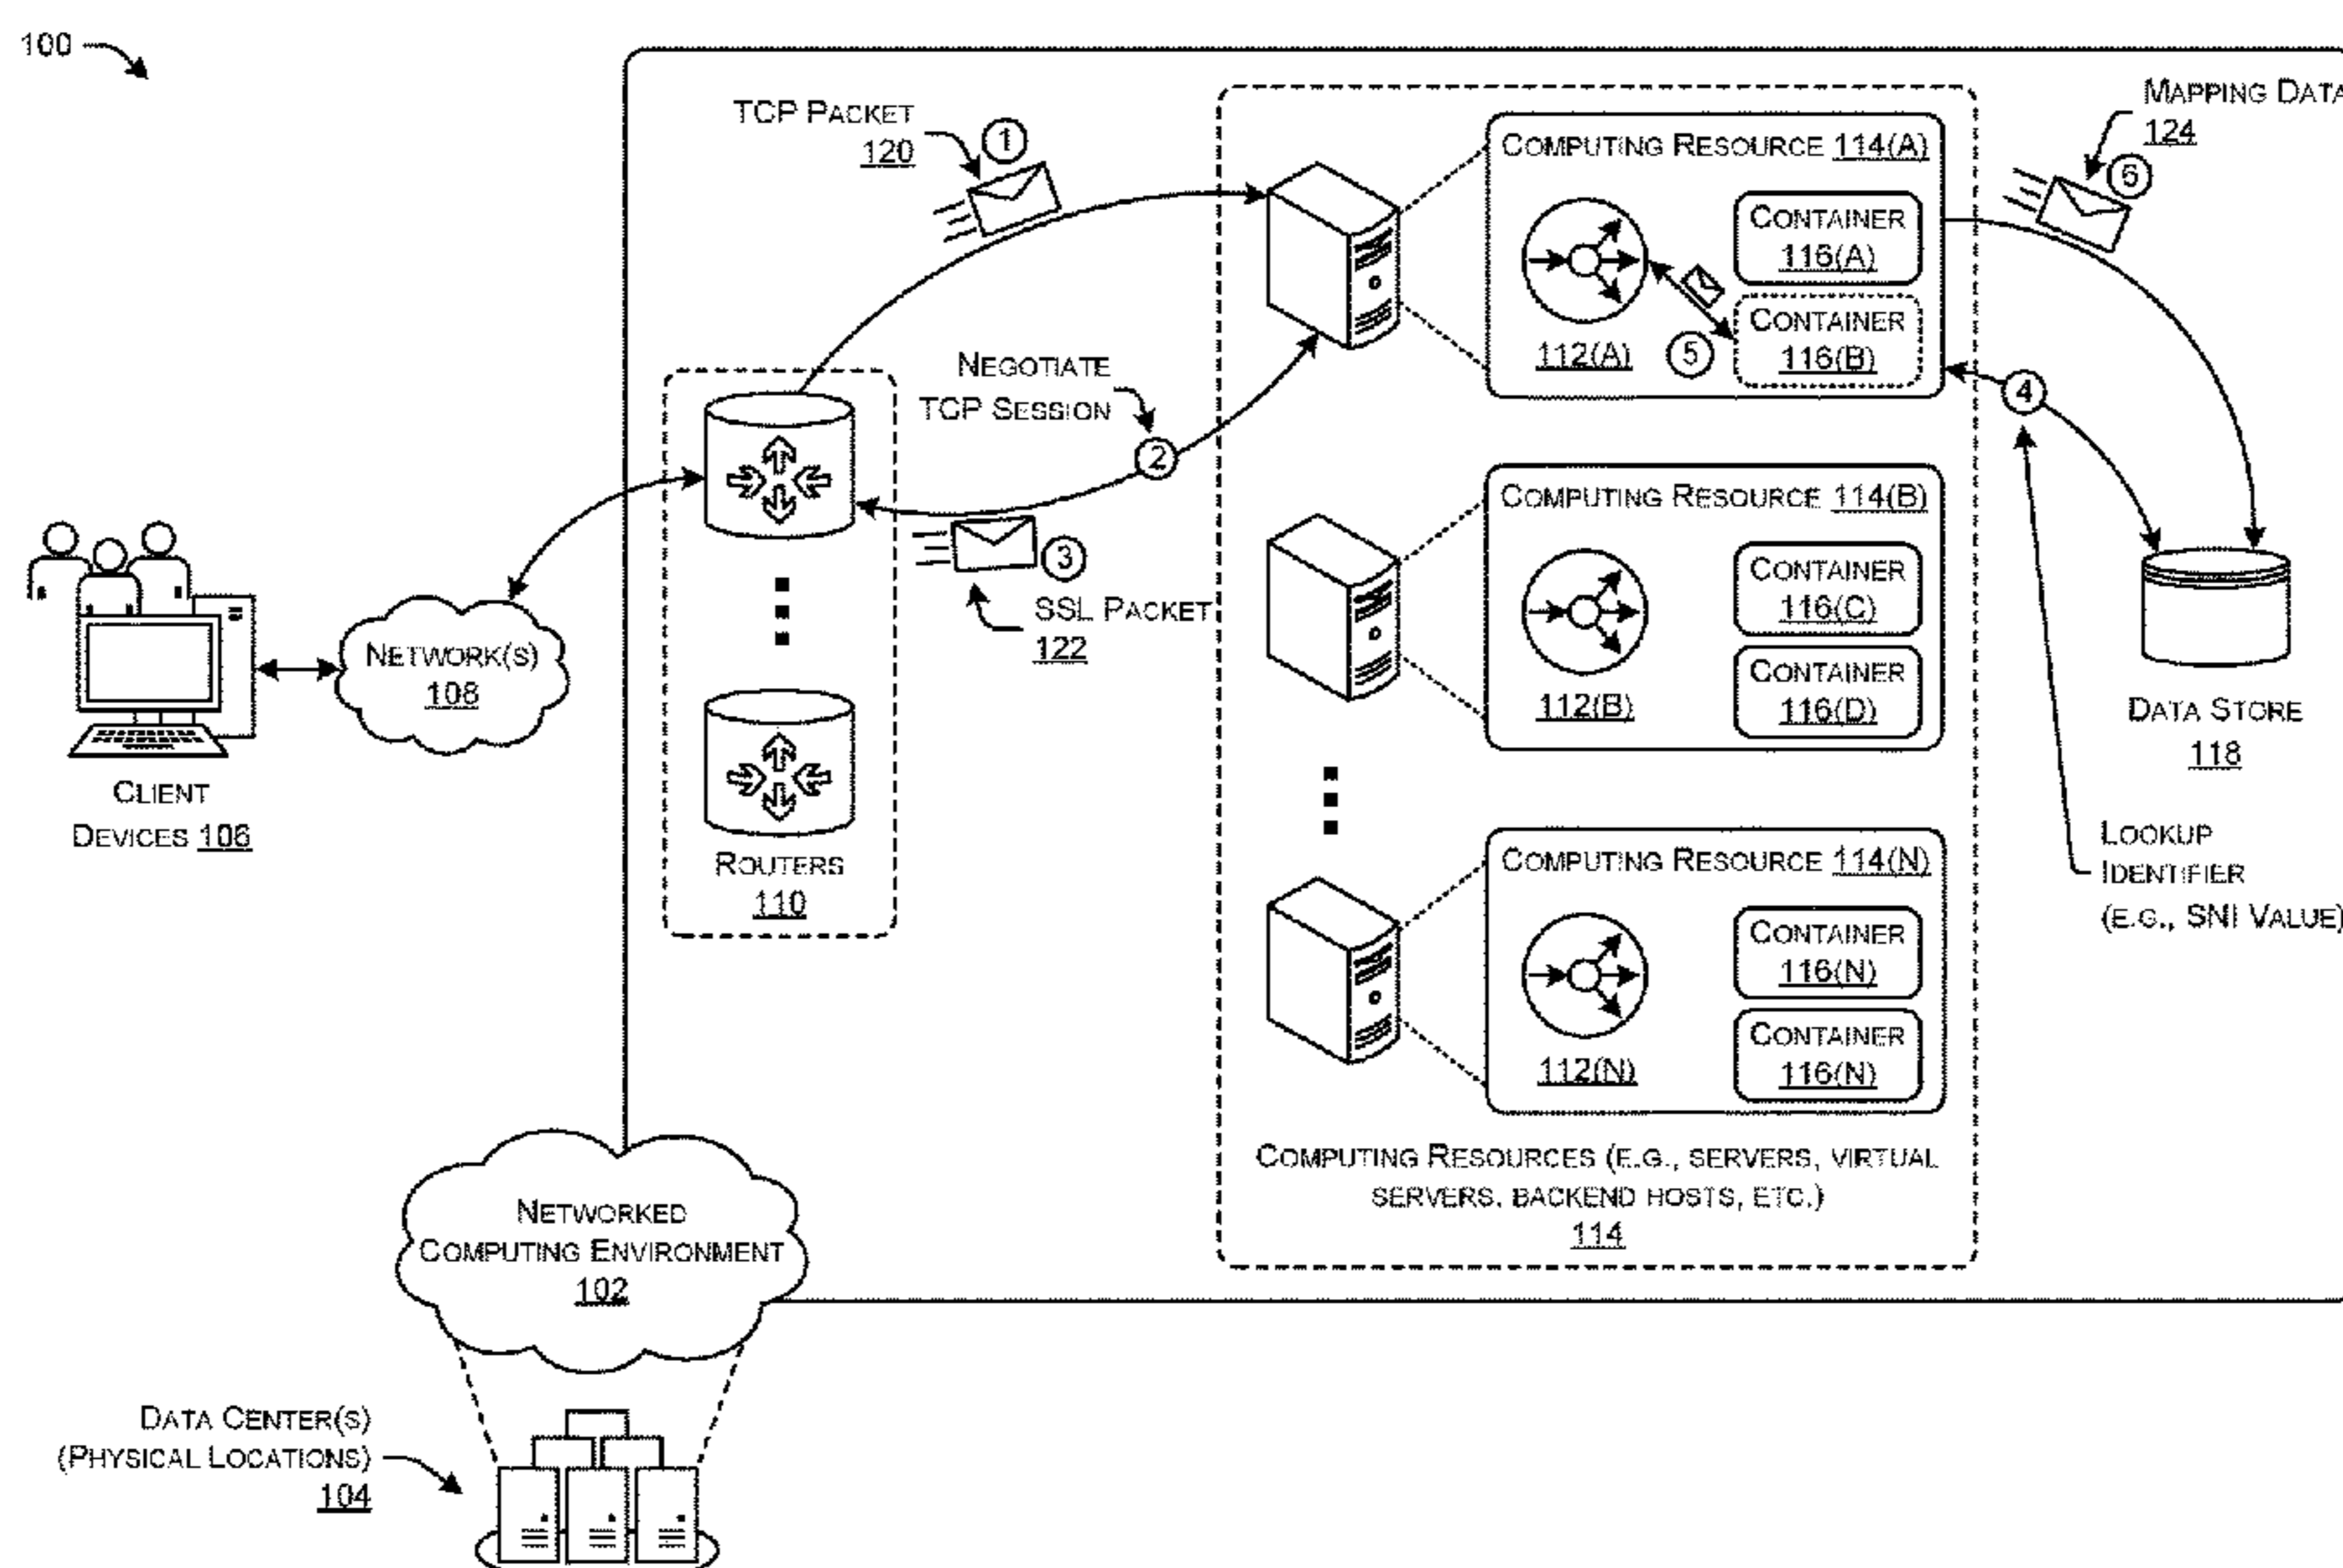 100
TCP PACKET
120
1
COMPUTING RESOURCE 114(A)
CONTAINER
116(A)
CONTAINER
116(B)
112(A)
5
MAPPING DATA
124
6
4
NEGOTIATE
TCP SESSION
2
3
SSL PACKET
122
COMPUTING RESOURCE 114(B)
CONTAINER
116(C)
CONTAINER
116(D)
112(B)
DATA STORE
118
NETWORK(S)
108
CLIENT
DEVICES 106
ROUTERS
110
LOOKUP
IDENTIFIER
(E.G., SNI VALUE)
COMPUTING RESOURCE 114(N)
CONTAINER
116(N)
CONTAINER
116(N)
112(N)
COMPUTING RESOURCES (E.G., SERVERS, VIRTUAL
SERVERS, BACKEND HOSTS, ETC.)
114
NETWORKED
COMPUTING ENVIRONMENT
102
DATA CENTER(S)
(PHYSICAL LOCATIONS)
104